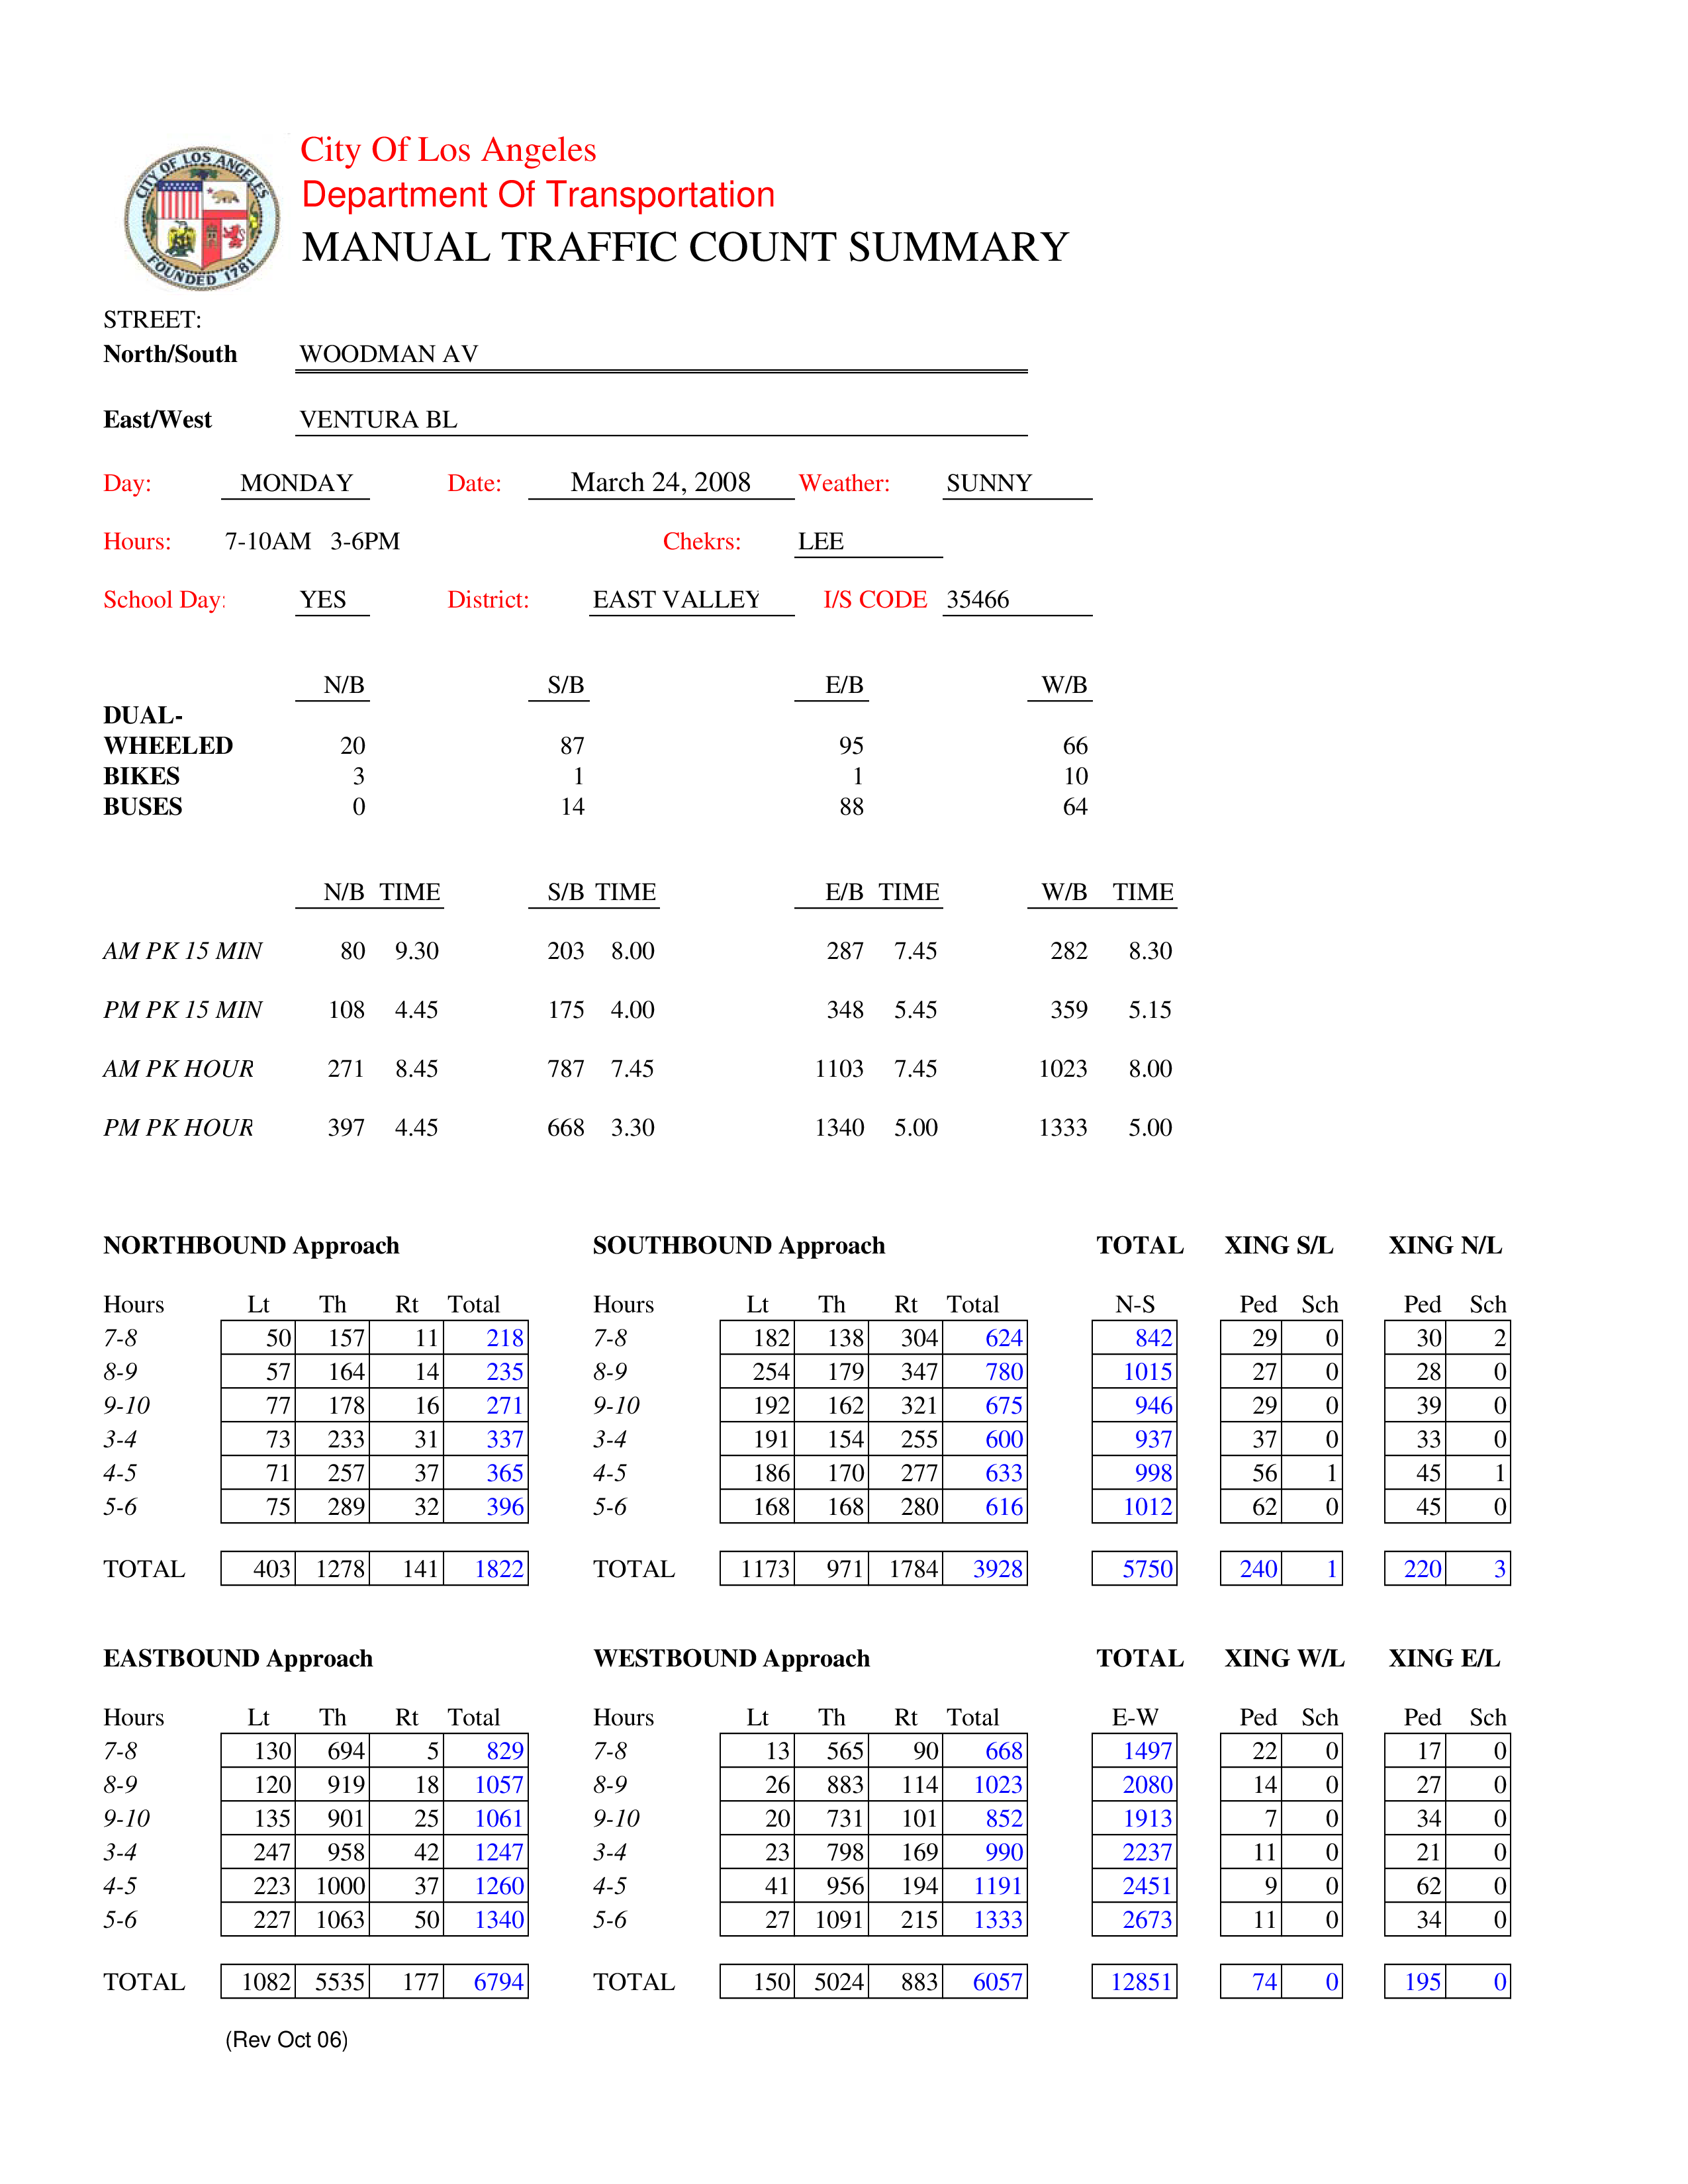 CITY OF LOS ANGELES
FOUNDED 1781
City Of Los Angeles
Department Of Transportation
MANUAL TRAFFIC COUNT SUMMARY
STREET:
North/South WOODMAN AV
East/West VENTURA BL
Day: MONDAY Date: March 24, 2008 Weather: SUNNY
Hours: 7-10AM 3-6PM Chekrs: LEE
School Day: YES District: EAST VALLEY I/S CODE 35466
N/B S/B E/B W/B
DUAL-
WHEELED 20 87 95 66
BIKES 3 1 1 10
BUSES 0 14 88 64
N/B TIME S/B TIME E/B TIME W/B TIME
AM PK 15 MIN 80 9.30 203 8.00 287 7.45 282 8.30
PM PK 15 MIN 108 4.45 175 4.00 348 5.45 359 5.15
AM PK HOUR 271 8.45 787 7.45 1103 7.45 1023 8.00
PM PK HOUR 397 4.45 668 3.30 1340 5.00 1333 5.00
NORTHBOUND Approach SOUTHBOUND Approach TOTAL XING S/L XING N/L
Hours Lt Th Rt Total Hours Lt Th Rt Total N-S Ped Sch Ped Sch
7-8 50 157 11 218 7-8 182 138 304 624 842 29 0 30 2
8-9 57 164 14 235 8-9 254 179 347 780 1015 27 0 28 0
9-10 77 178 16 271 9-10 192 162 321 675 946 29 0 39 0
3-4 73 233 31 337 3-4 191 154 255 600 937 37 0 33 0
4-5 71 257 37 365 4-5 186 170 277 633 998 56 1 45 1
5-6 75 289 32 396 5-6 168 168 280 616 1012 62 0 45 0
TOTAL 403 1278 141 1822 TOTAL 1173 971 1784 3928 5750 240 1 220 3
EASTBOUND Approach WESTBOUND Approach TOTAL XING W/L XING E/L
Hours Lt Th Rt Total Hours Lt Th Rt Total E-W Ped Sch Ped Sch
7-8 130 694 5 829 7-8 13 565 90 668 1497 22 0 17 0
8-9 120 919 18 1057 8-9 26 883 114 1023 2080 14 0 27 0
9-10 135 901 25 1061 9-10 20 731 101 852 1913 7 0 34 0
3-4 247 958 42 1247 3-4 23 798 169 990 2237 11 0 21 0
4-5 223 1000 37 1260 4-5 41 956 194 1191 2451 9 0 62 0
5-6 227 1063 50 1340 5-6 27 1091 215 1333 2673 11 0 34 0
TOTAL 1082 5535 177 6794 TOTAL 150 5024 883 6057 12851 74 0 195 0
(Rev Oct 06)